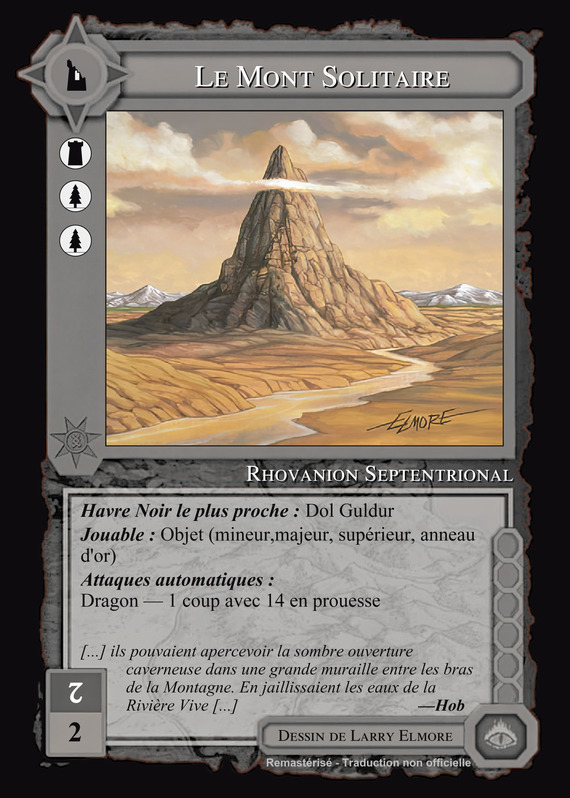 Le Mont Solitaire
ELMORE
Rhovanion Septentrional
Havre Noir le plus proche : Dol Guldur
Jouable : Objet (mineur,majeur, supérieur, anneau
d'or)
Attaques automatiques :
Dragon — 1 coup avec 14 en prouesse
[...] ils pouvaient apercevoir la sombre ouverture
caverneuse dans une grande muraille entre les bras
de la Montagne. En jaillissaient les eaux de la
Rivière Vive [...] —Hob
2
2
Dessin de Larry Elmore
Remastérisé - Traduction non officielle